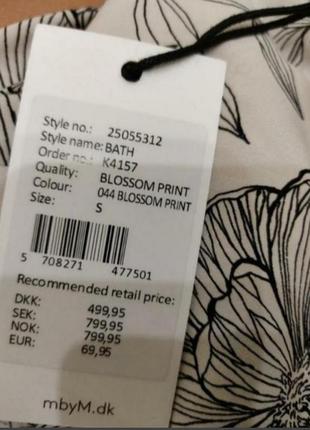 Style no.: 25055312
Style name: BATH
Order no.: K4157
Quality: BLOSSOM PRINT
Colour: 044 BLOSSOM PRINT
Size: S
5 708271 477501
Recommended retail price:
DKK: 499,95
SEK: 799,95
NOK: 799,95
EUR: 69,95
mbyM.dk